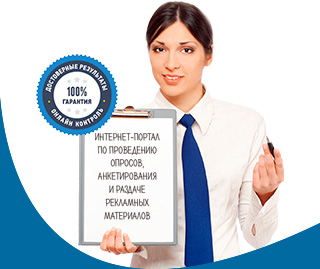 ДОСТОВЕРНЫЕ РЕЗУЛЬТАТЫ
100%
ГАРАНТИЯ
ОНЛАЙН КОНТРОЛЬ
ИНТЕРНЕТ-ПОРТАЛ
ПО ПРОВЕДЕНИЮ
ОПРОСОВ,
АНКЕТИРОВАНИЯ
И РАЗДАЧЕ
РЕКЛАМНЫХ
МАТЕРИАЛОВ